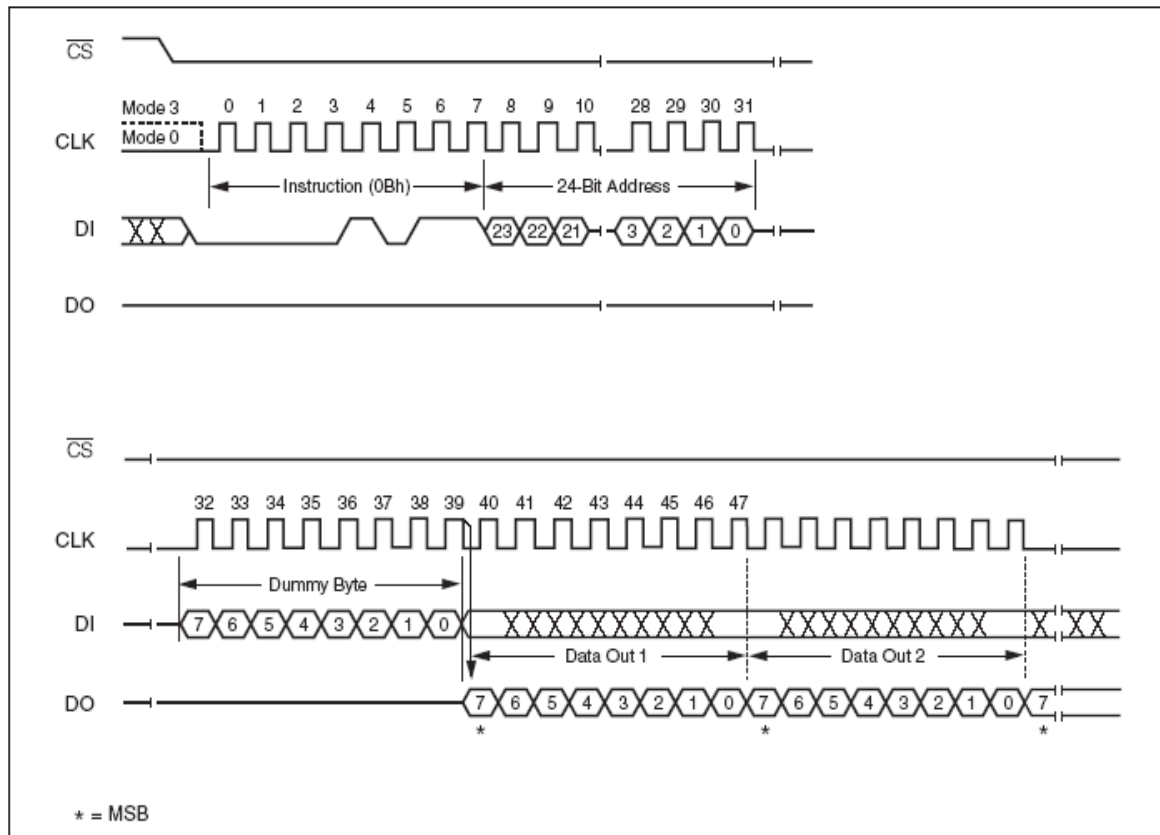 CS
Mode 3 0 1 2 3 4 5 6 7 8 9 10 28 29 30 31
CLK Mode 0
Instruction (0Bh) 24-Bit Address
DI 23 22 21 3 2 1 0
DO
CS
32 33 34 35 36 37 38 39 40 41 42 43 44 45 46 47
CLK
Dummy Byte
DI 7 6 5 4 3 2 1 0
Data Out 1 Data Out 2
DO 7 6 5 4 3 2 1 0 7 6 5 4 3 2 1 0 7
* * *
* = MSB